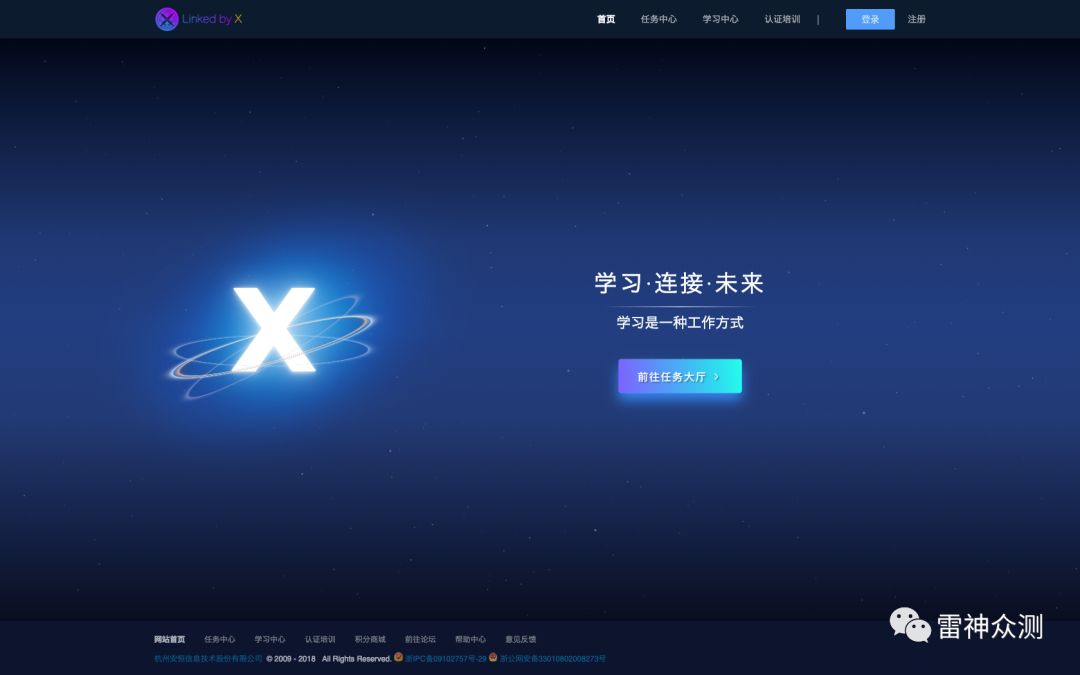 Linked by X
首页 任务中心 学习中心 认证培训 | 登录 注册
X
学习·连接·未来
学习是一种工作方式
前往任务大厅 >
雷神众测
网站首页 任务中心 学习中心 认证培训 积分商城 前往论坛 帮助中心 意见反馈
杭州安恒信息技术股份有限公司 © 2009 - 2018 All Rights Reserved. 浙IPC备09102757号-29 浙公网安备33010802008273号